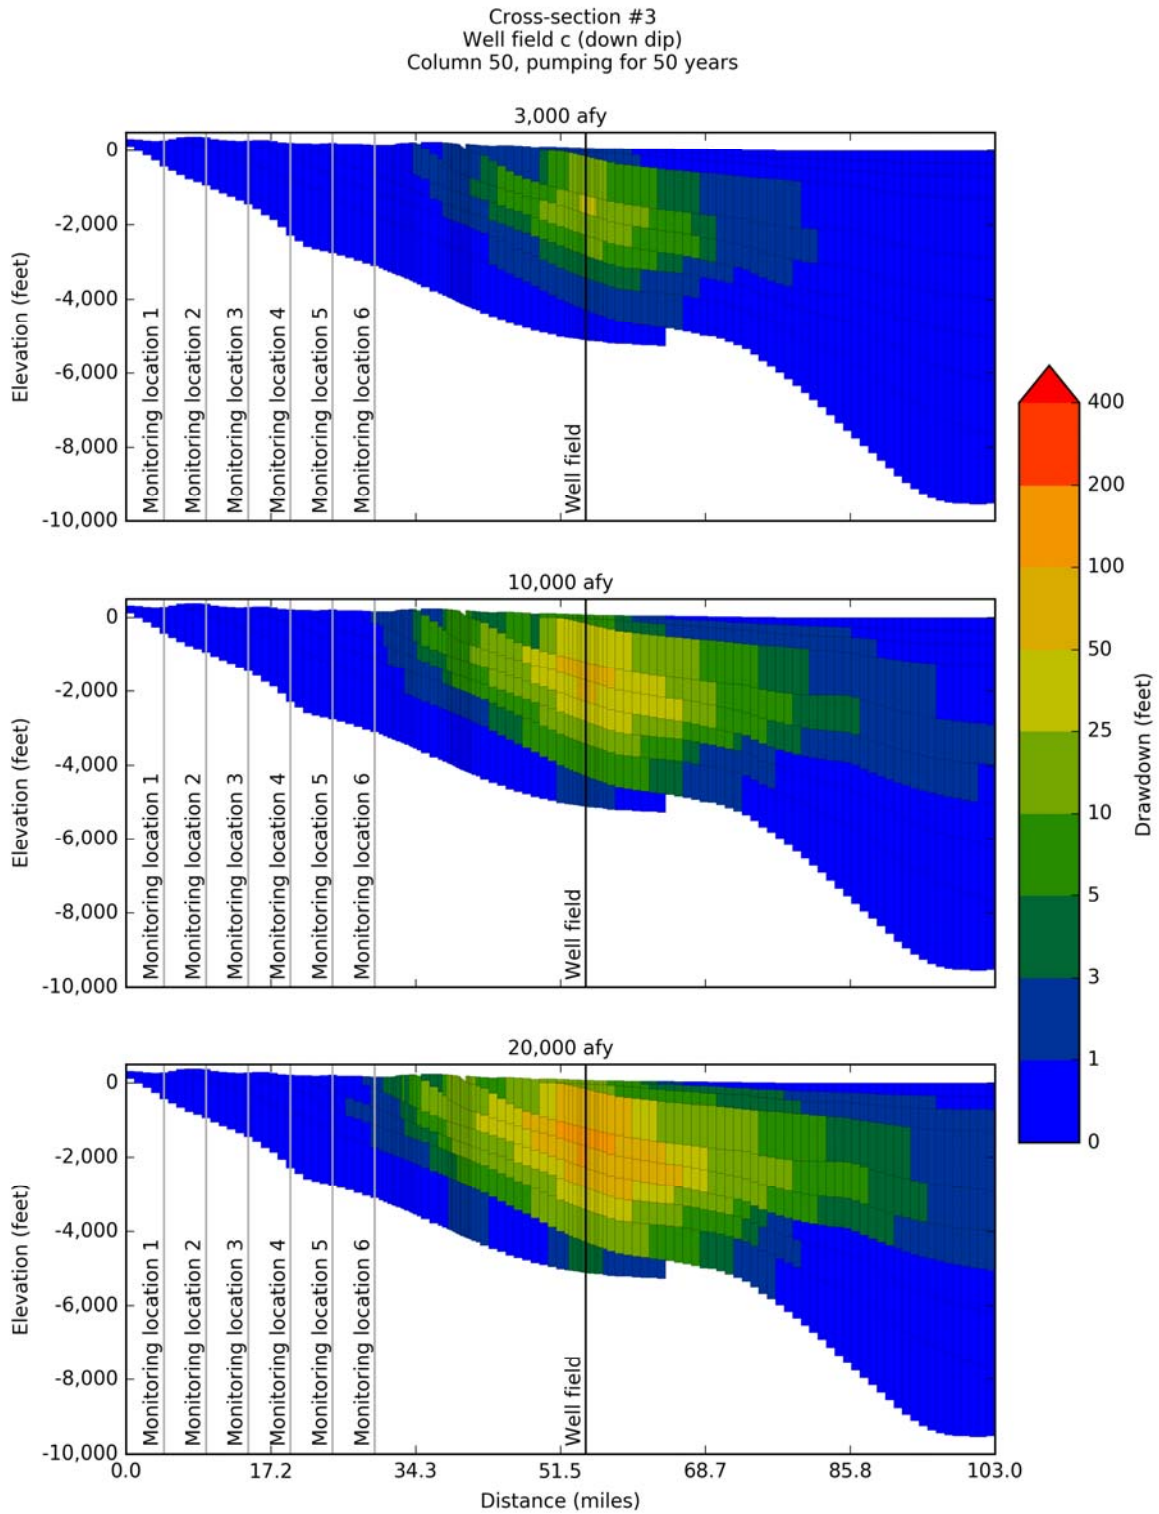 Cross-section #3
Well field c (down dip)
Column 50, pumping for 50 years
3,000 afy
0
-2,000
-4,000
-6,000
-8,000
-10,000
Elevation (feet)
Monitoring location 1
Monitoring location 2
Monitoring location 3
Monitoring location 4
Monitoring location 5
Monitoring location 6
Well field
10,000 afy
0
-2,000
-4,000
-6,000
-8,000
-10,000
Elevation (feet)
Monitoring location 1
Monitoring location 2
Monitoring location 3
Monitoring location 4
Monitoring location 5
Monitoring location 6
Well field
20,000 afy
0
-2,000
-4,000
-6,000
-8,000
-10,000
Elevation (feet)
Monitoring location 1
Monitoring location 2
Monitoring location 3
Monitoring location 4
Monitoring location 5
Monitoring location 6
Well field
0.0 17.2 34.3 51.5 68.7 85.8 103.0
Distance (miles)
400
200
100
50
25
10
5
3
1
0
Drawdown (feet)